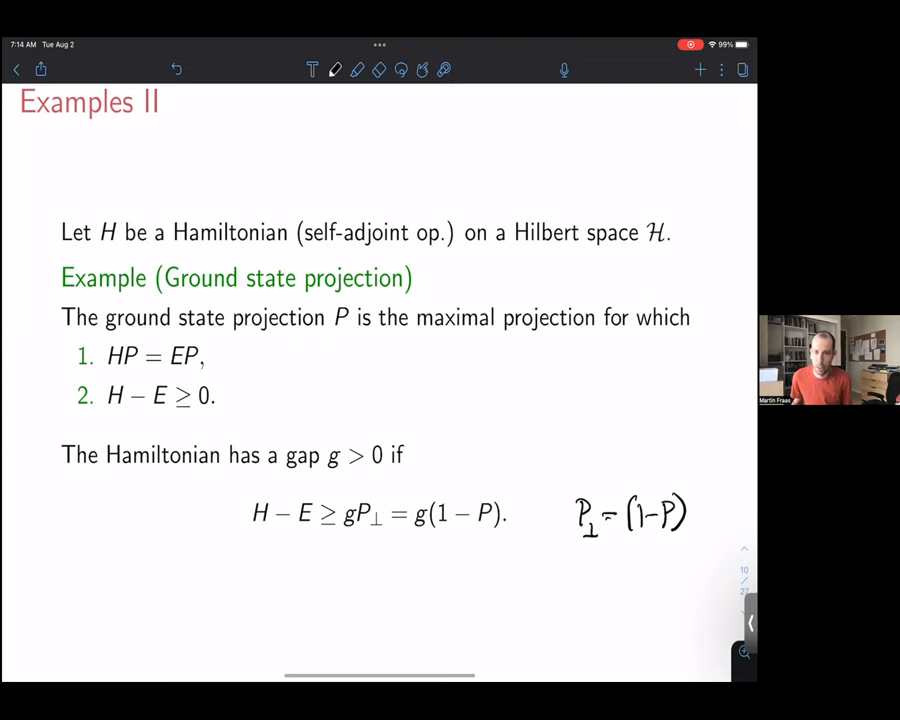 7:14 AM Tue Aug 2
99%
Examples II
Let H be a Hamiltonian (self-adjoint op.) on a Hilbert space ℋ.
Example (Ground state projection)
The ground state projection P is the maximal projection for which
1. HP = EP,
2. H − E ≥ 0.
Martin Fraas
The Hamiltonian has a gap g > 0 if
H − E ≥ gP⊥ = g(1 − P). P⊥ = (1−P)
10
/
27